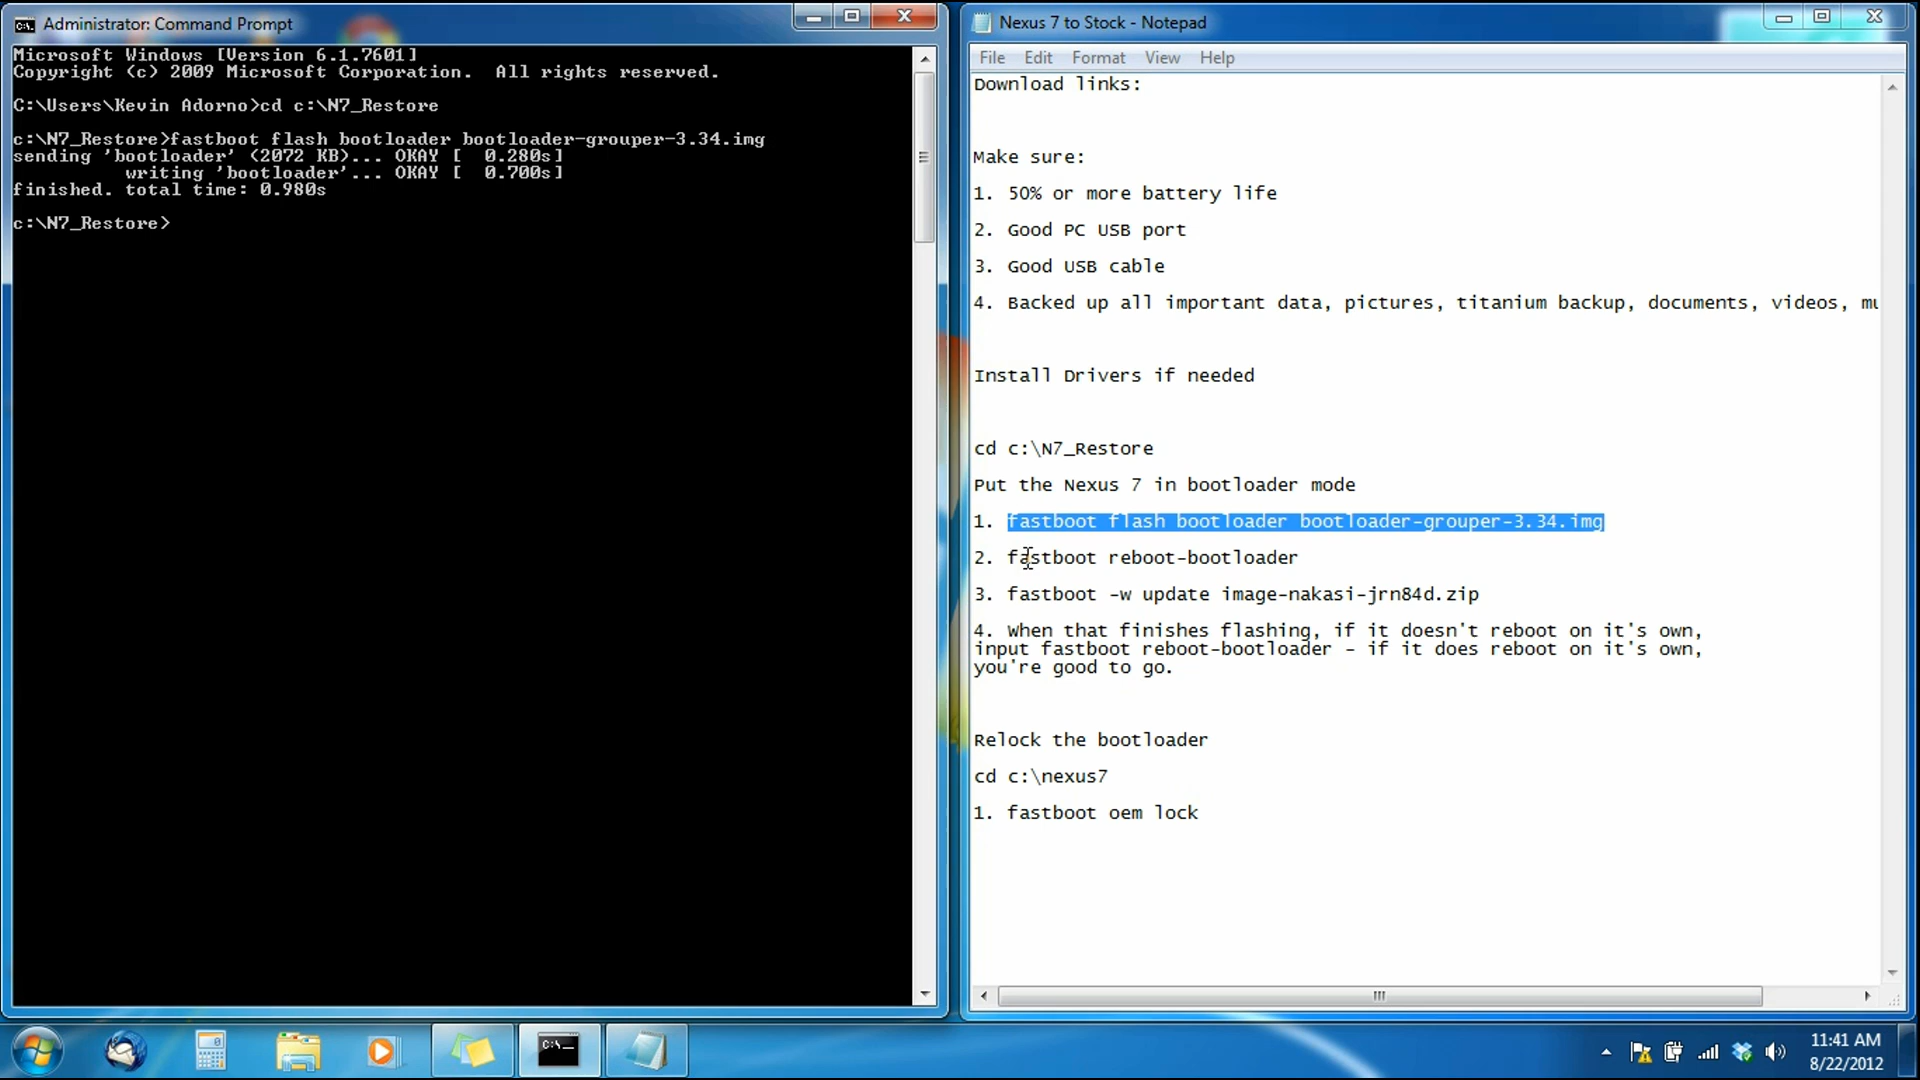 Administrator: Command Prompt
Microsoft Windows [Version 6.1.7601]
Copyright (c) 2009 Microsoft Corporation.  All rights reserved.
C:\Users\Kevin Adorno>cd c:\N7_Restore
c:\N7_Restore>fastboot flash bootloader bootloader-grouper-3.34.img
sending 'bootloader' (2072 KB)... OKAY [  0.280s]
writing 'bootloader'... OKAY [  0.700s]
finished. total time: 0.980s
c:\N7_Restore>
Nexus 7 to Stock - Notepad
File Edit Format View Help
Download links:
Make sure:
1. 50% or more battery life
2. Good PC USB port
3. Good USB cable
4. Backed up all important data, pictures, titanium backup, documents, videos, mu
Install Drivers if needed
cd c:\N7_Restore
Put the Nexus 7 in bootloader mode
1. fastboot flash bootloader bootloader-grouper-3.34.img
2. fastboot reboot-bootloader
3. fastboot -w update image-nakasi-jrn84d.zip
4. When that finishes flashing, if it doesn't reboot on it's own,
input fastboot reboot-bootloader - if it does reboot on it's own,
you're good to go.
Relock the bootloader
cd c:\nexus7
1. fastboot oem lock
11:41 AM
8/22/2012